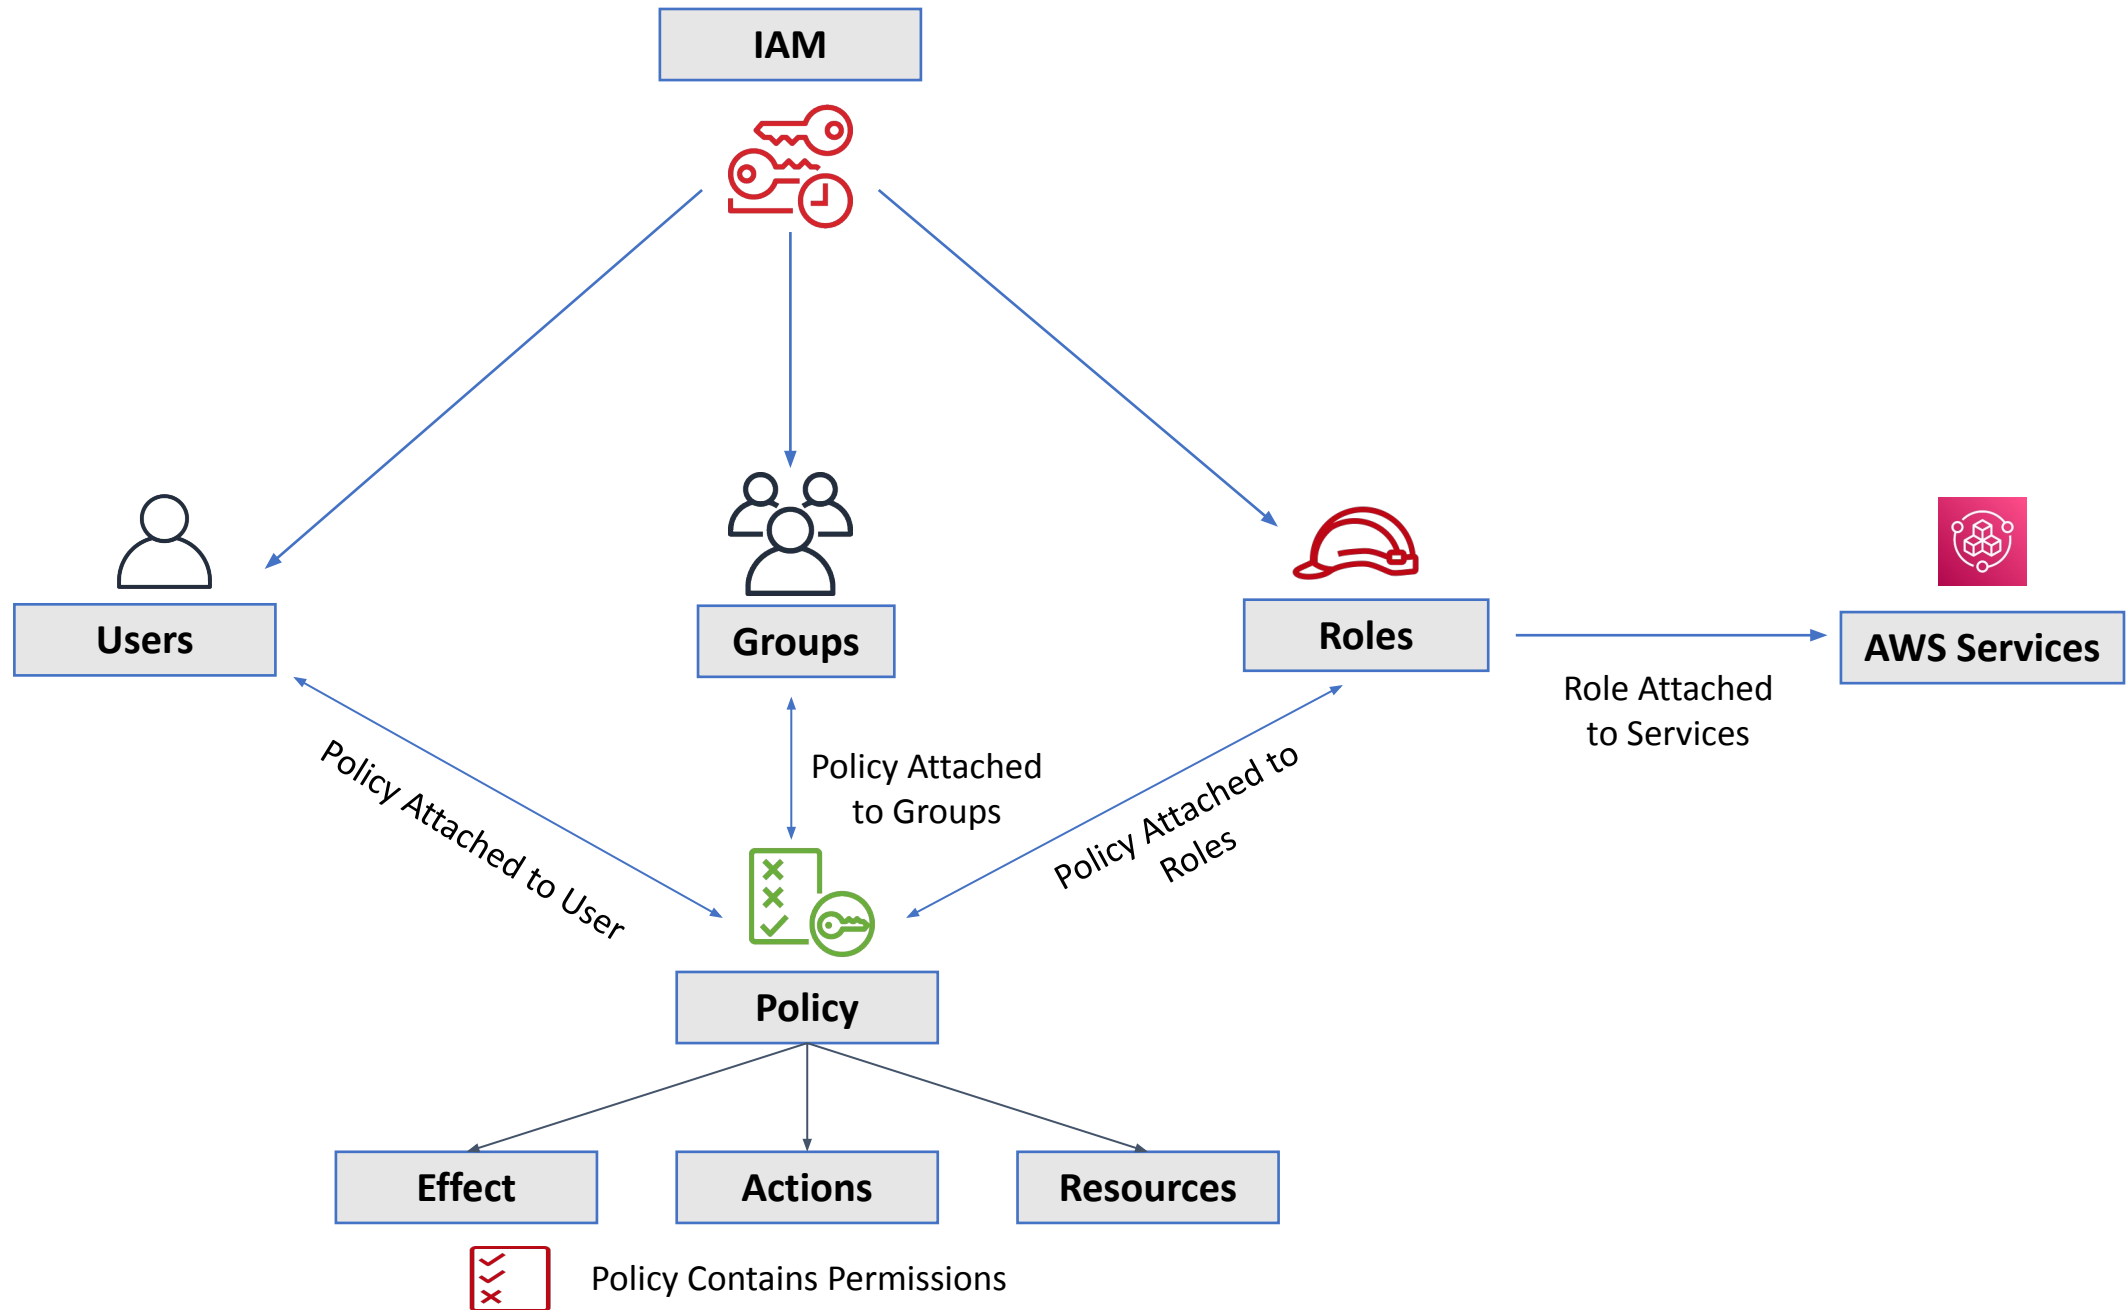 IAM
Users
Groups
Roles
AWS Services
Role Attached
to Services
Policy Attached to User
Policy Attached
to Groups
Policy Attached to
Roles
Policy
Effect
Actions
Resources
Policy Contains Permissions